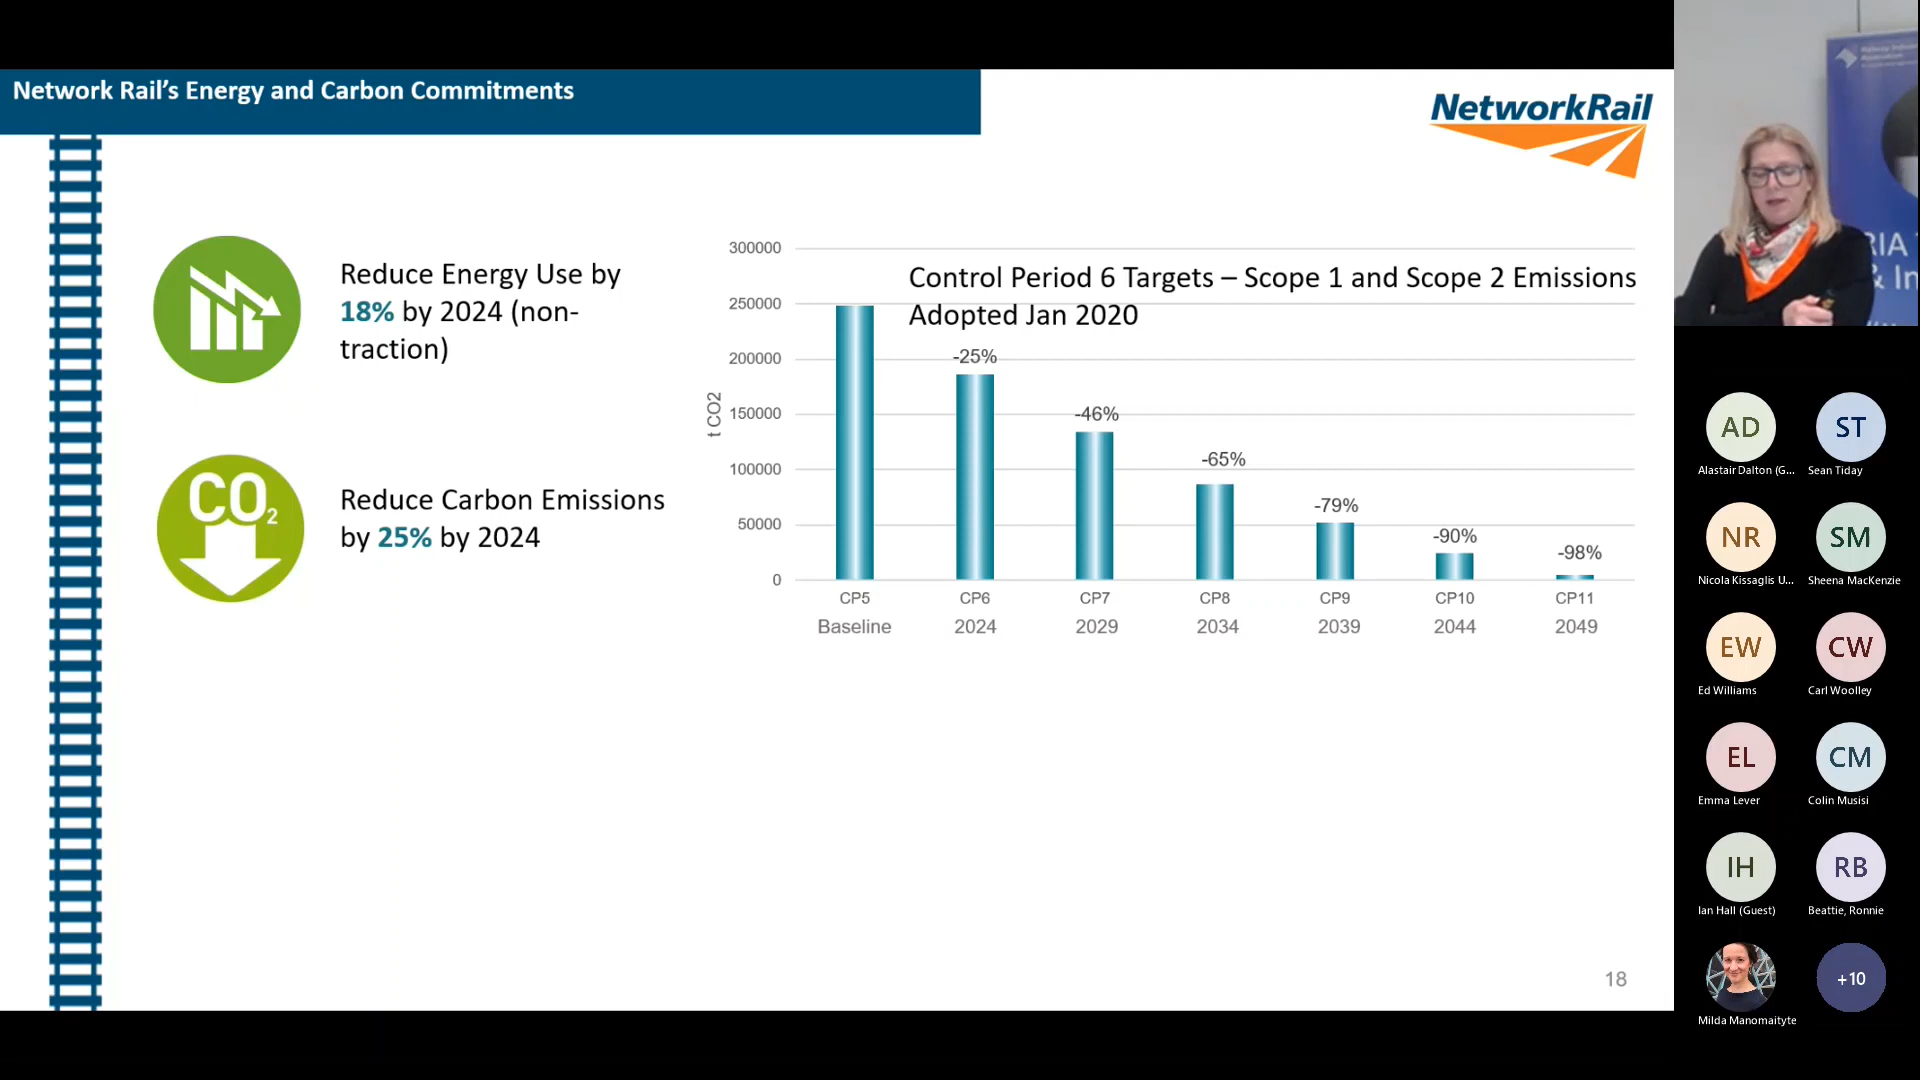 Network Rail's Energy and Carbon Commitments
NetworkRail
Reduce Energy Use by
18% by 2024 (non-
traction)
CO2
Reduce Carbon Emissions
by 25% by 2024
Control Period 6 Targets – Scope 1 and Scope 2 Emissions
Adopted Jan 2020
t CO2
300000
250000
200000
150000
100000
50000
0
-25%
-46%
-65%
-79%
-90%
-98%
CP5 CP6 CP7 CP8 CP9 CP10 CP11
Baseline 2024 2029 2034 2039 2044 2049
18
RIA
& In
AD ST
Alastair Dalton (G... Sean Tiday
NR SM
Nicola Kissaglis U... Sheena MacKenzie
EW CW
Ed Williams Carl Woolley
EL CM
Emma Lever Colin Musisi
IH RB
Ian Hall (Guest) Beattie, Ronnie
+10
Milda Manomaityte